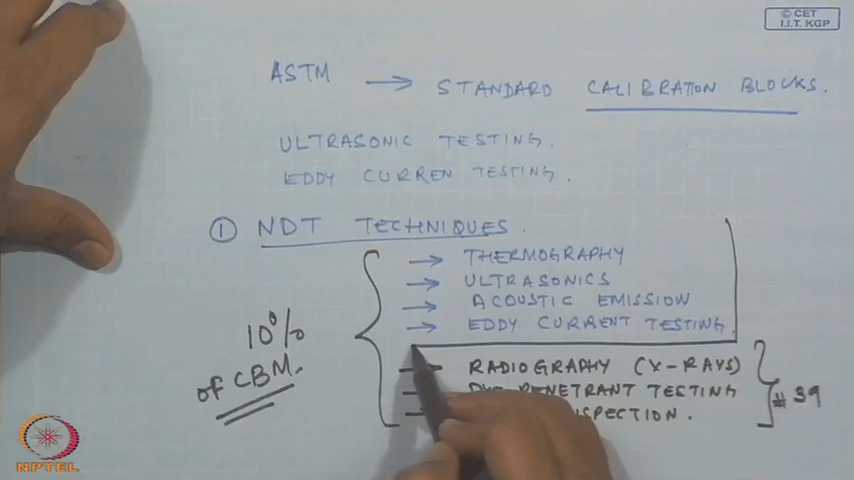 © CET
I.I.T. KGP
ASTM → STANDARD CALIBRATION BLOCKS.
ULTRASONIC TESTING.
EDDY CURREN TESTING.
① NDT TECHNIQUES
→ THERMOGRAPHY
→ ULTRASONICS
→ ACOUSTIC EMISSION
→ EDDY CURRENT TESTING.
10% of CBM.
RADIOGRAPHY (X-RAYS)
PENETRANT TESTING
# 39
NPTEL